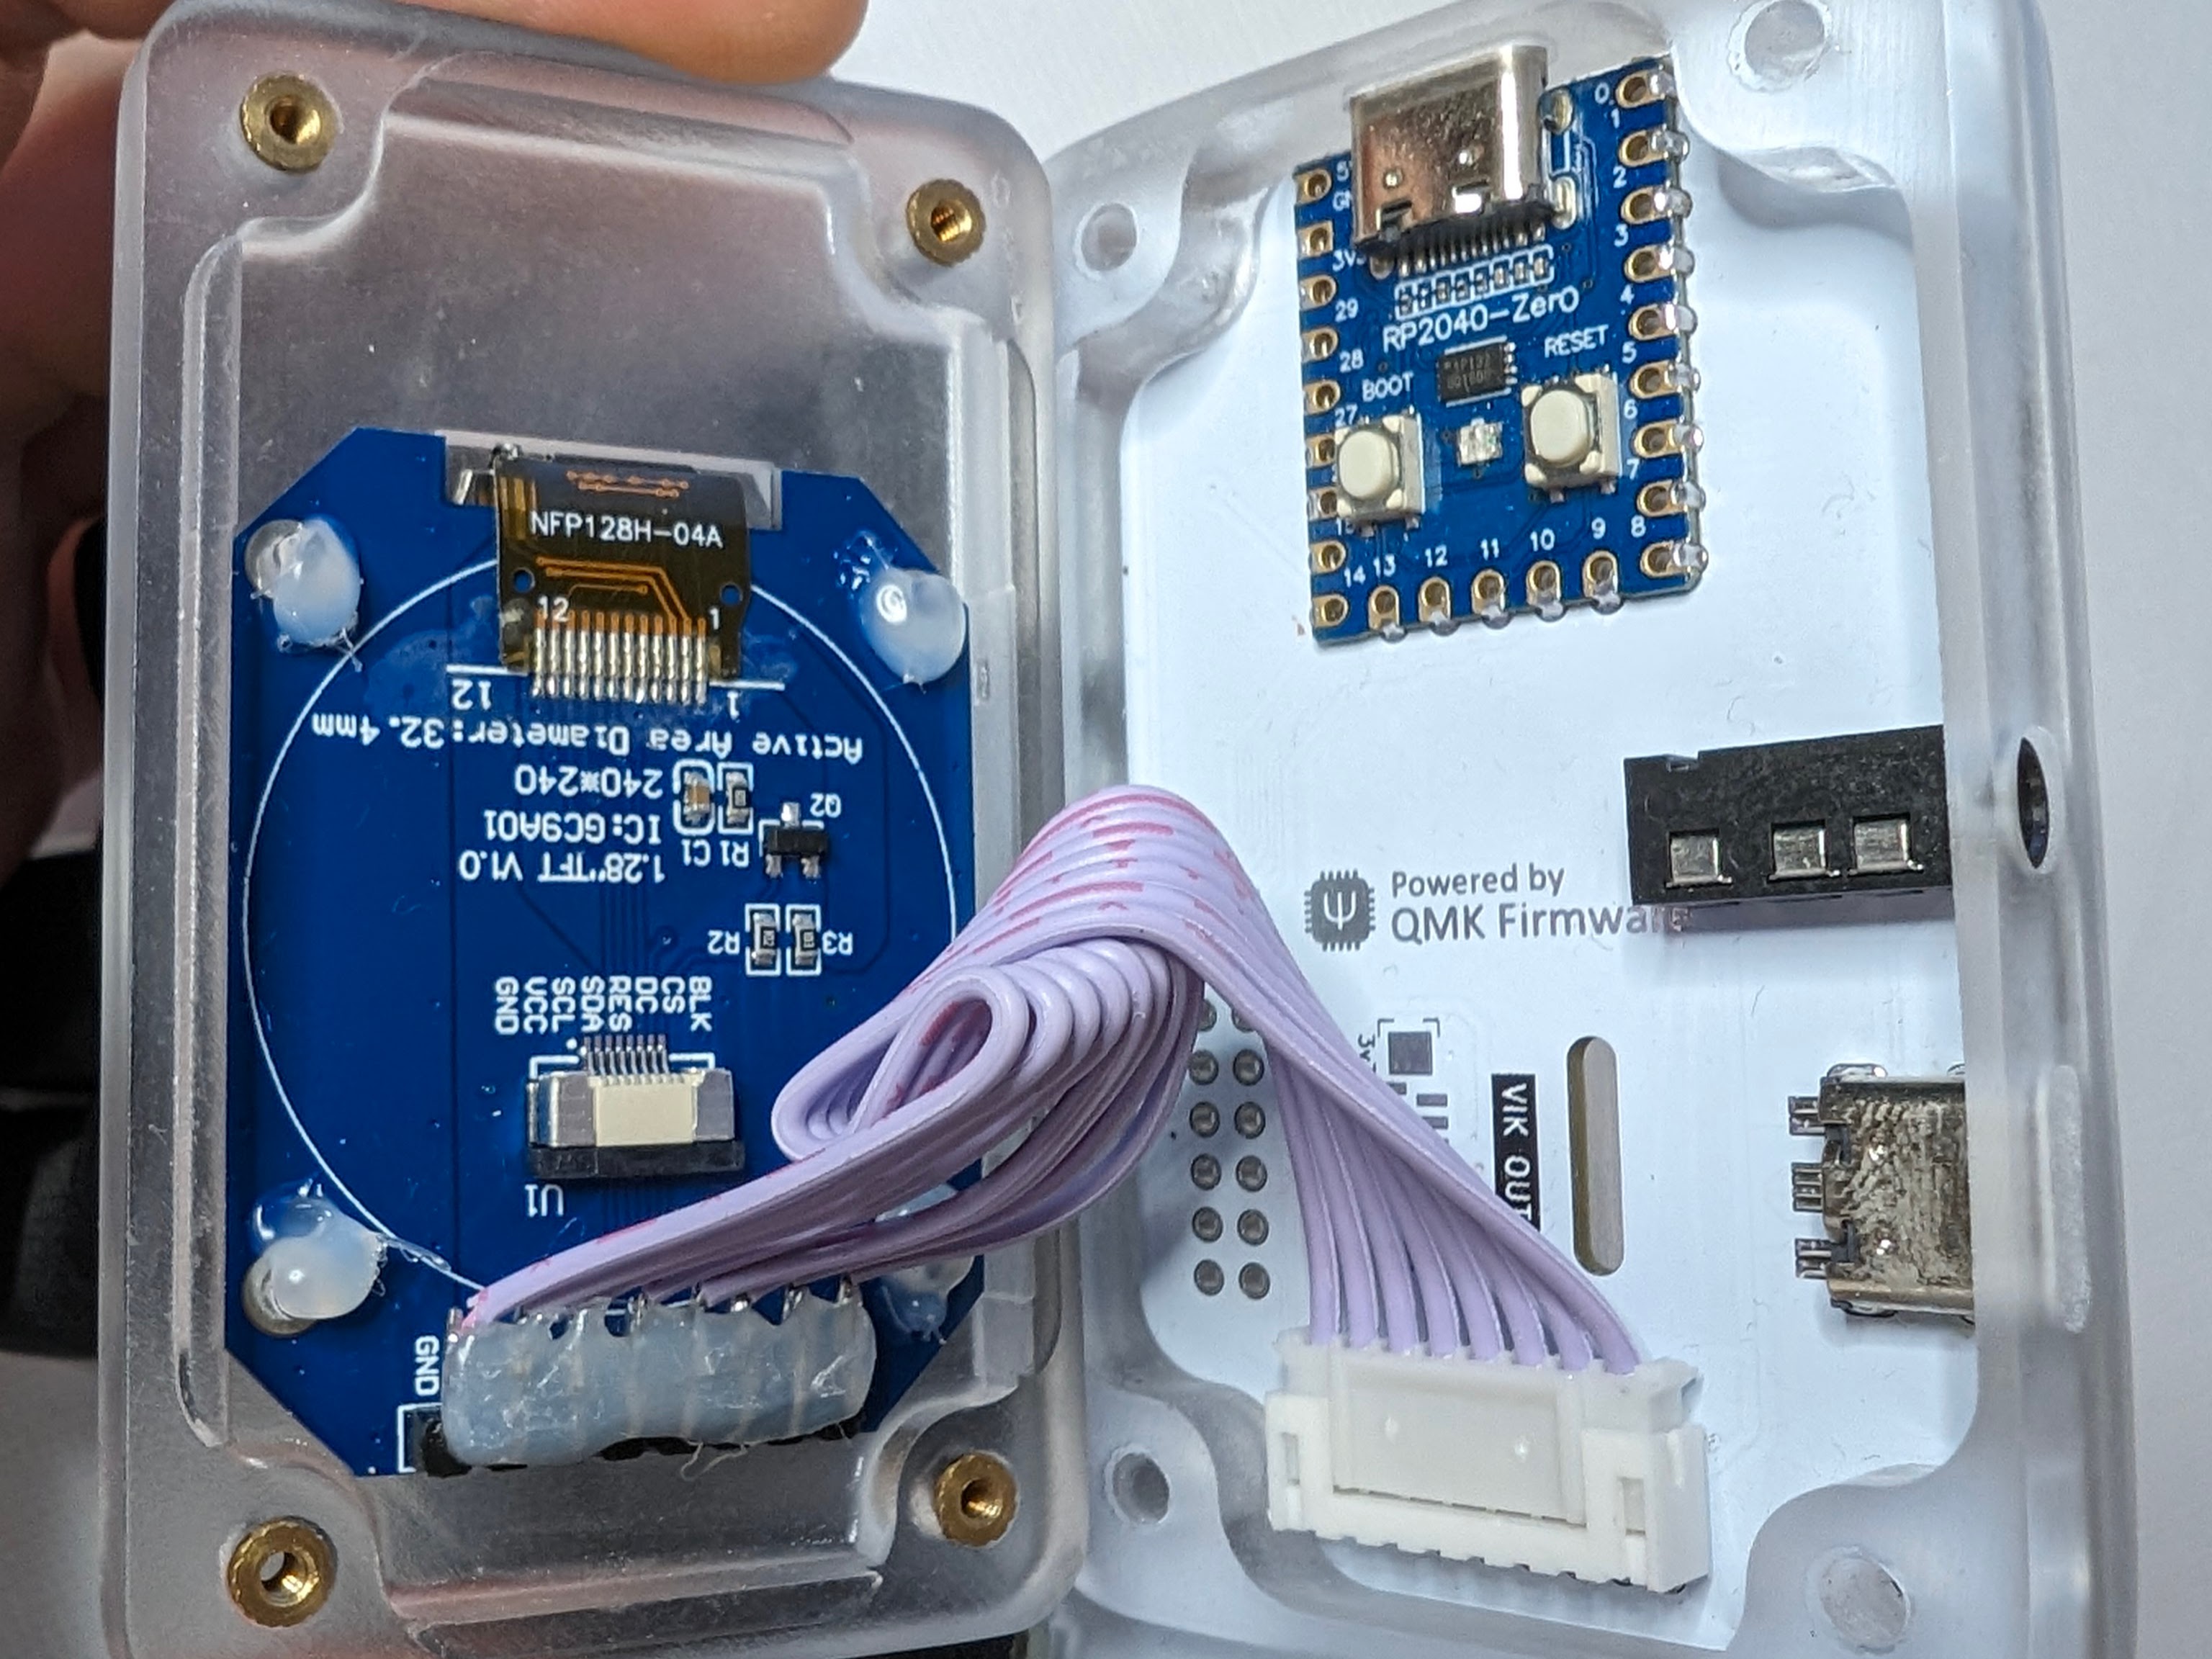 NFP128H-04A
12
1
12
1
Active Area Diameter:32.4mm
240*240
IC:GC9A01
1.28"TFT V1.0
C1
R1
Q2
R2
R3
GND
VCC
SCL
SDA
RES
DC
CS
BLK
U1
GND
RP2040-Zero
BOOT
RESET
29
28
27
0
1
2
3
4
5
6
7
8
9
10
11
12
13
14
Powered by
QMK Firmware
VIK OUT